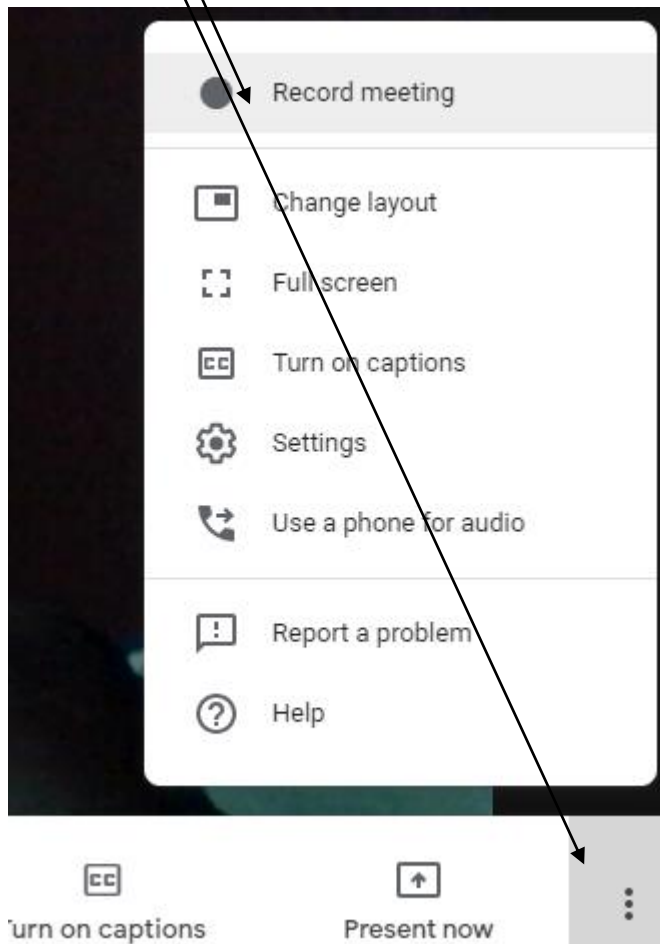 Record meeting
Change layout
Full screen
Turn on captions
Settings
Use a phone for audio
Report a problem
Help
urn on captions
Present now